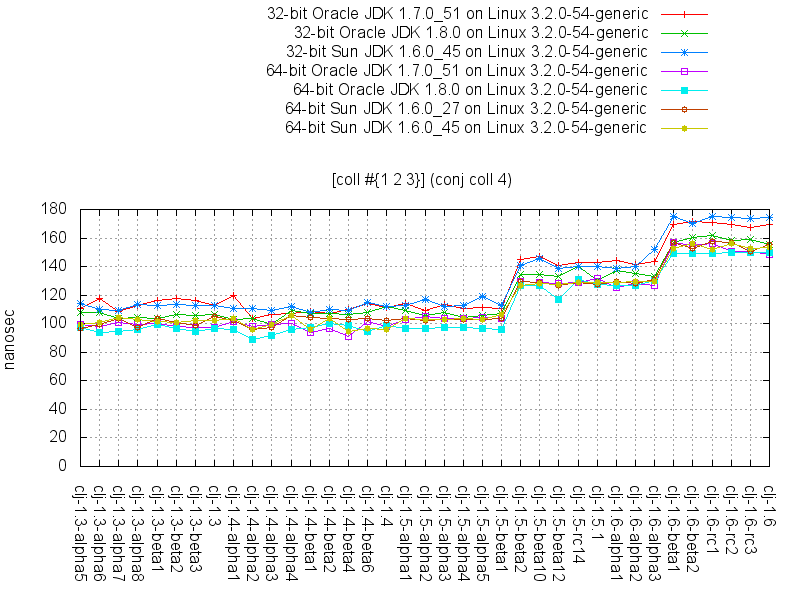 32-bit Oracle JDK 1.7.0_51 on Linux 3.2.0-54-generic
32-bit Oracle JDK 1.8.0 on Linux 3.2.0-54-generic
32-bit Sun JDK 1.6.0_45 on Linux 3.2.0-54-generic
64-bit Oracle JDK 1.7.0_51 on Linux 3.2.0-54-generic
64-bit Oracle JDK 1.8.0 on Linux 3.2.0-54-generic
64-bit Sun JDK 1.6.0_27 on Linux 3.2.0-54-generic
64-bit Sun JDK 1.6.0_45 on Linux 3.2.0-54-generic
[coll #{1 2 3}] (conj coll 4)
nanosec
180
160
140
120
100
80
60
40
20
0
clj-1.3-alpha5
clj-1.3-alpha6
clj-1.3-alpha7
clj-1.3-alpha8
clj-1.3-beta1
clj-1.3-beta2
clj-1.3-beta3
clj-1.3
clj-1.4-alpha1
clj-1.4-alpha2
clj-1.4-alpha3
clj-1.4-alpha4
clj-1.4-beta1
clj-1.4-beta2
clj-1.4-beta4
clj-1.4-beta6
clj-1.4
clj-1.5-alpha1
clj-1.5-alpha2
clj-1.5-alpha3
clj-1.5-alpha4
clj-1.5-alpha5
clj-1.5-beta1
clj-1.5-beta2
clj-1.5-beta10
clj-1.5-beta12
clj-1.5-rc14
clj-1.5.1
clj-1.6-alpha1
clj-1.6-alpha2
clj-1.6-alpha3
clj-1.6-beta1
clj-1.6-beta2
clj-1.6-rc1
clj-1.6-rc2
clj-1.6-rc3
clj-1.6